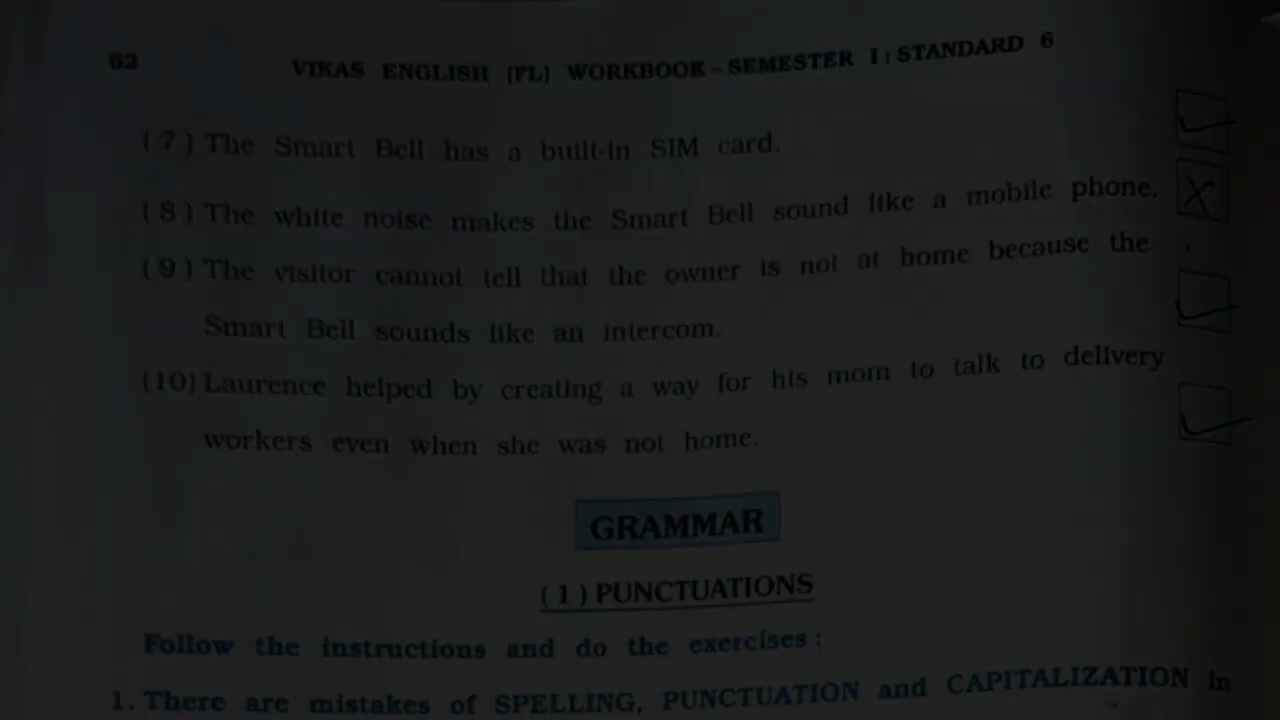 62 VIKAS ENGLISH (FL) WORKBOOK – SEMESTER I : STANDARD 6
(7) The Smart Bell has a built-in SIM card.
(8) The white noise makes the Smart Bell sound like a mobile phone.
(9) The visitor cannot tell that the owner is not at home because the
Smart Bell sounds like an intercom.
(10) Laurence helped by creating a way for his mom to talk to delivery
workers even when she was not home.
GRAMMAR
(1) PUNCTUATIONS
Follow the instructions and do the exercises :
1. There are mistakes of SPELLING, PUNCTUATION and CAPITALIZATION in